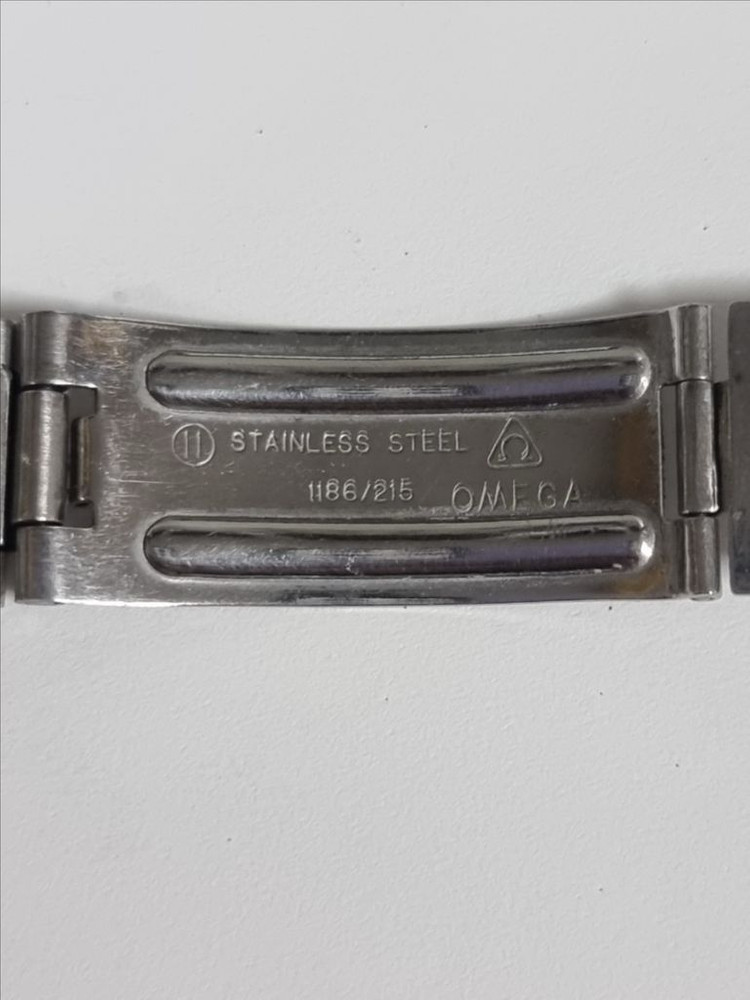 11 STAINLESS STEEL Ω
1186/215 OMEGA